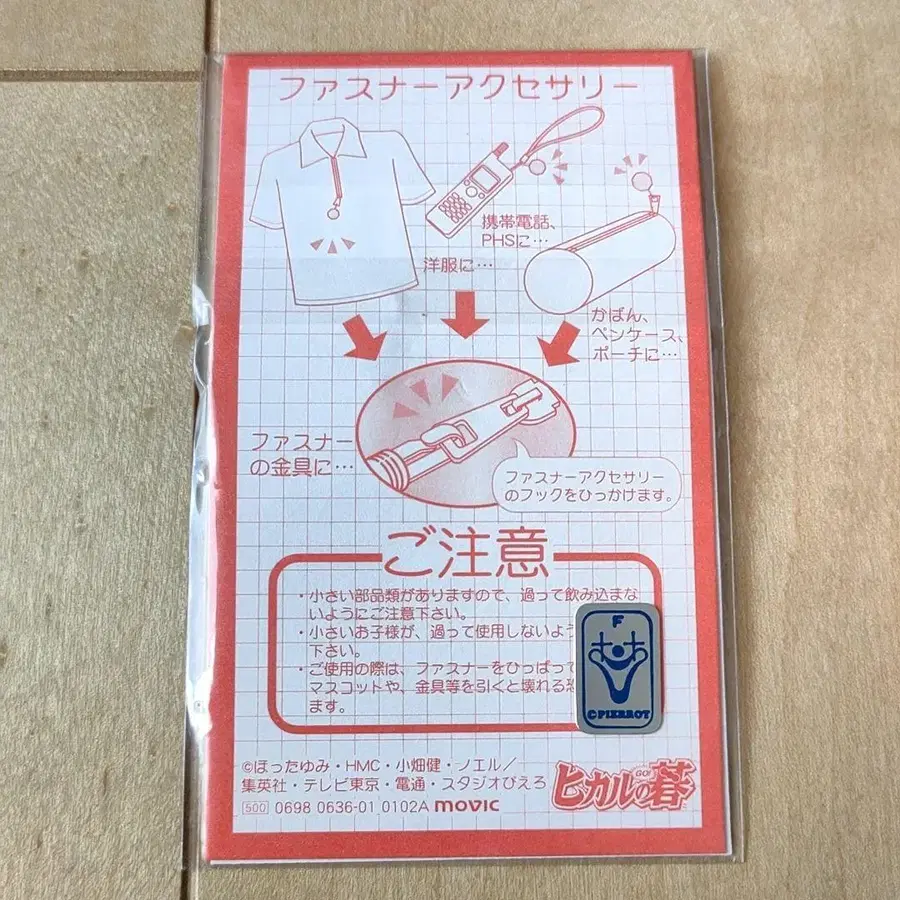 ファスナーアクセサリー
携帯電話、
PHSに…
洋服に…
かばん、
ペンケース、
ポーチに…
ファスナー
の金具に…
ファスナーアクセサリー
のフックをひっかけます。
ご注意
・小さい部品類がありますので、過って飲み込まな
いようにご注意下さい。
・小さいお子様が、過って使用しないよう
下さい。
・ご使用の際は、ファスナーをひっぱって
マスコットや、金具等を引くと壊れる恐
ます。
F
©PIERROT
©ほったゆみ・HMC・小畑健・ノエル/
集英社・テレビ東京・電通・スタジオぴえろ
500 0698 0636-01 0102A movic
GO!
ヒカルの碁